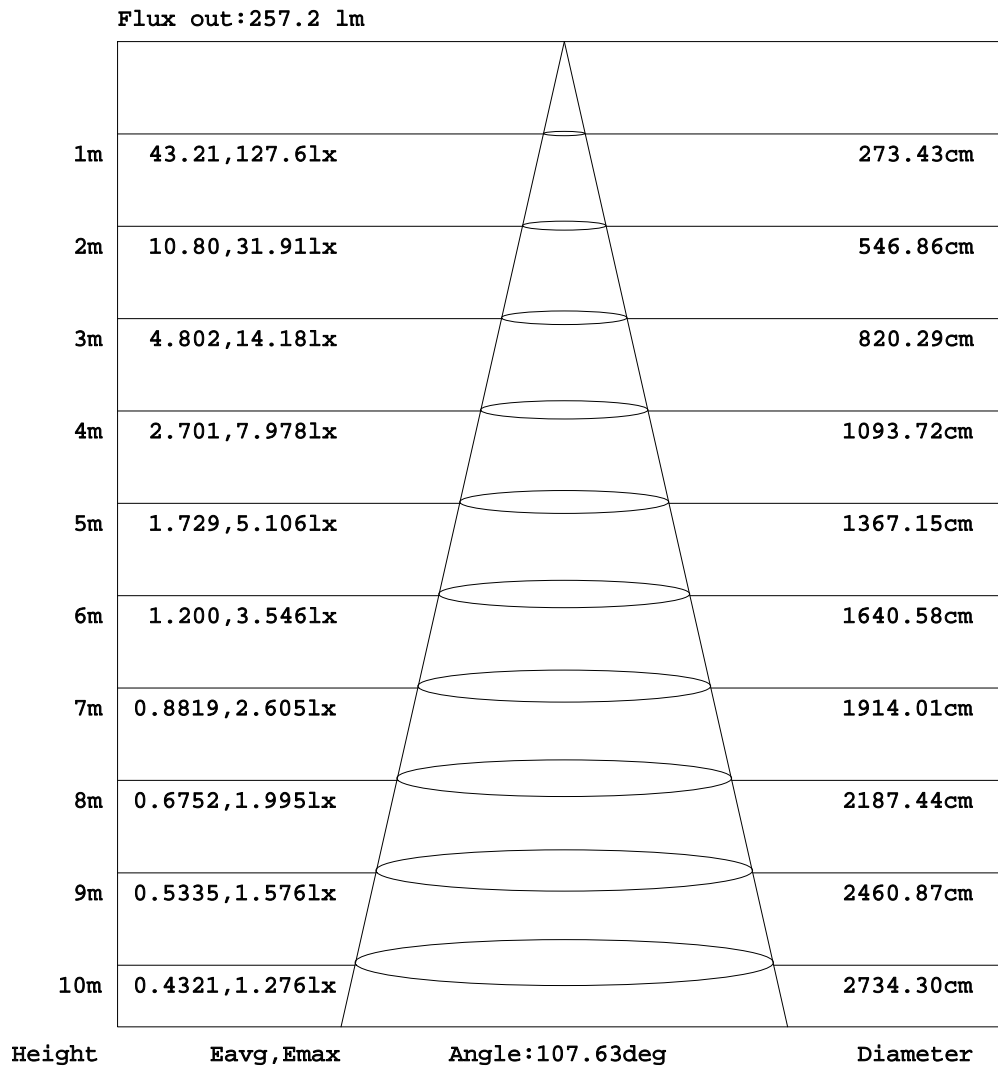 Flux out:257.2 lm
1m 43.21,127.6lx 273.43cm
2m 10.80,31.91lx 546.86cm
3m 4.802,14.18lx 820.29cm
4m 2.701,7.978lx 1093.72cm
5m 1.729,5.106lx 1367.15cm
6m 1.200,3.546lx 1640.58cm
7m 0.8819,2.605lx 1914.01cm
8m 0.6752,1.995lx 2187.44cm
9m 0.5335,1.576lx 2460.87cm
10m 0.4321,1.276lx 2734.30cm
Height Eavg,Emax Angle:107.63deg Diameter